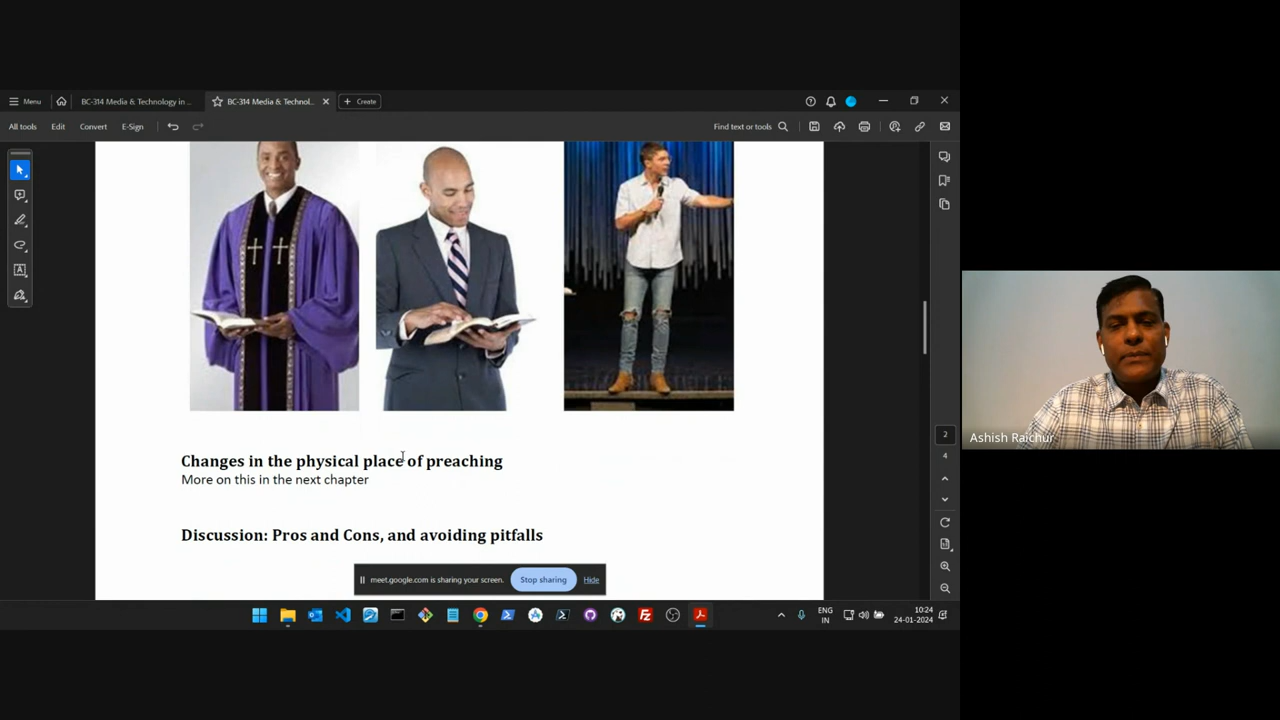 Menu
BC-314 Media & Technology in ...
BC-314 Media & Technol...
Create
All tools
Edit
Convert
E-Sign
Find text or tools
Changes in the physical place of preaching
More on this in the next chapter
Discussion: Pros and Cons, and avoiding pitfalls
meet.google.com is sharing your screen.
Stop sharing
Hide
2
4
Ashish Raichur
ENG
IN
10:24
24-01-2024